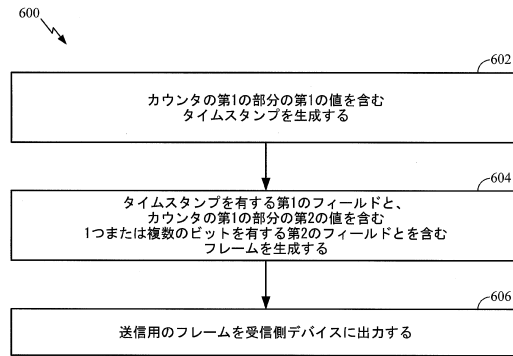 600
602
カウンタの第1の部分の第1の値を含む
タイムスタンプを生成する
604
タイムスタンプを有する第1のフィールドと、
カウンタの第1の部分の第2の値を含む
1つまたは複数のビットを有する第2のフィールドとを含む
フレームを生成する
606
送信用のフレームを受信側デバイスに出力する